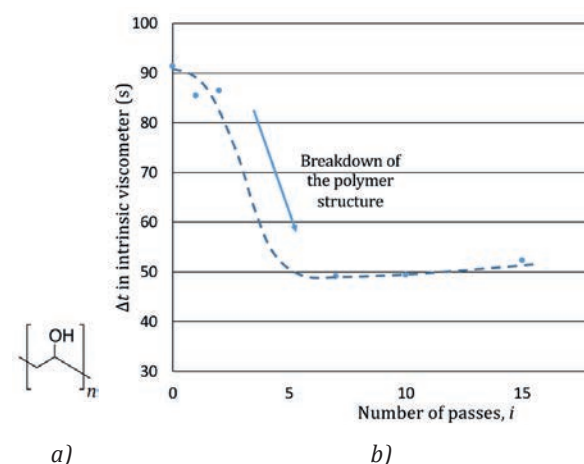 100
90
80
70
60
50
40
30
Δt in intrinsic viscometer (s)
Breakdown of
the polymer
structure
0
5
10
15
Number of passes, i
OH
n
a)
b)